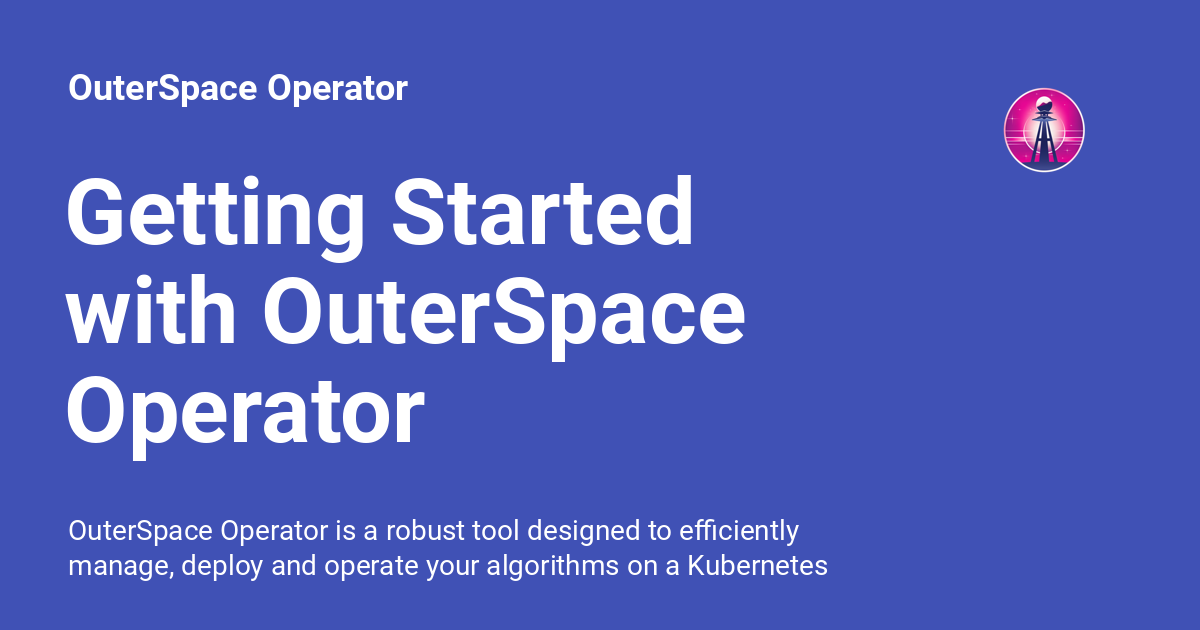 OuterSpace Operator
Getting Started
with OuterSpace
Operator
OuterSpace Operator is a robust tool designed to efficiently
manage, deploy and operate your algorithms on a Kubernetes